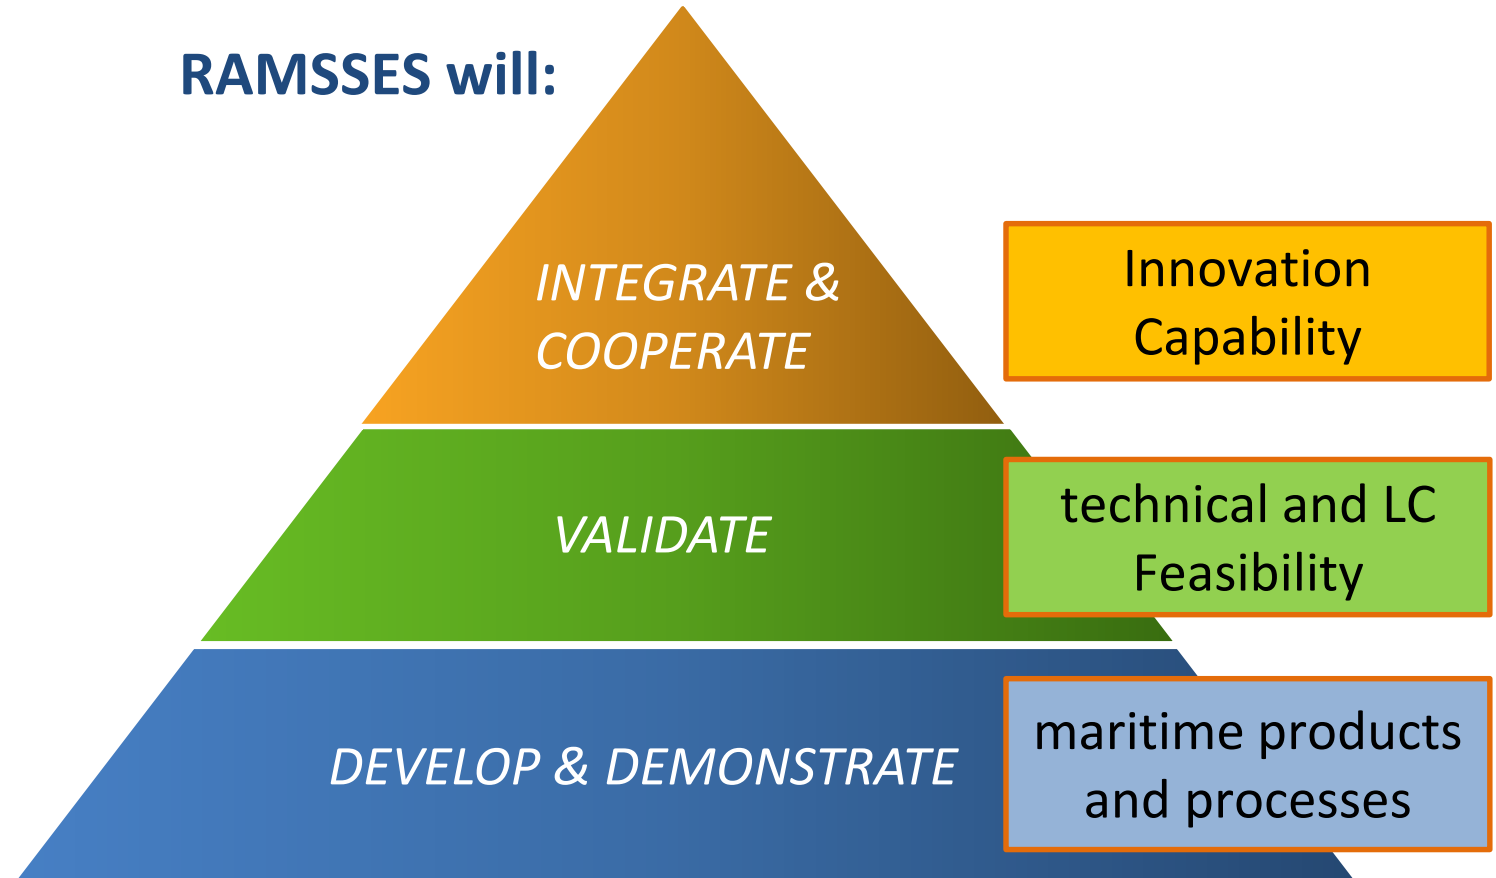 RAMSSES will:
INTEGRATE &
COOPERATE
Innovation
Capability
VALIDATE
technical and LC
Feasibility
DEVELOP & DEMONSTRATE
maritime products
and processes